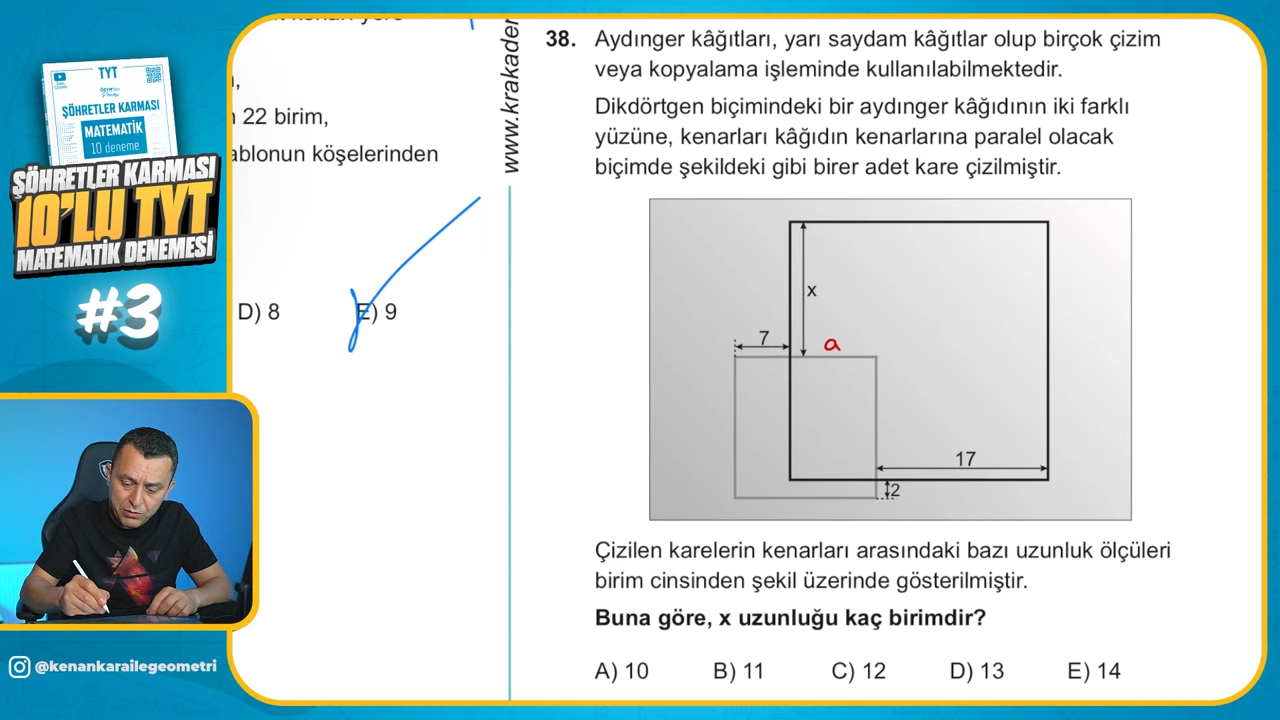 TYT
ŞÖHRETLER KARMASI
MATEMATİK
10 deneme
ŞÖHRETLER KARMASI
10'LU TYT
MATEMATİK DENEMESİ
#3
@kenankarailegeometri
22 birim,
ablonun köşelerinden
D) 8 E) 9
www.krakader
38. Aydınger kâğıtları, yarı saydam kâğıtlar olup birçok çizim
veya kopyalama işleminde kullanılabilmektedir.
Dikdörtgen biçimindeki bir aydınger kâğıdının iki farklı
yüzüne, kenarları kâğıdın kenarlarına paralel olacak
biçimde şekildeki gibi birer adet kare çizilmiştir.
x
7
a
17
2
Çizilen karelerin kenarları arasındaki bazı uzunluk ölçüleri
birim cinsinden şekil üzerinde gösterilmiştir.
Buna göre, x uzunluğu kaç birimdir?
A) 10 B) 11 C) 12 D) 13 E) 14